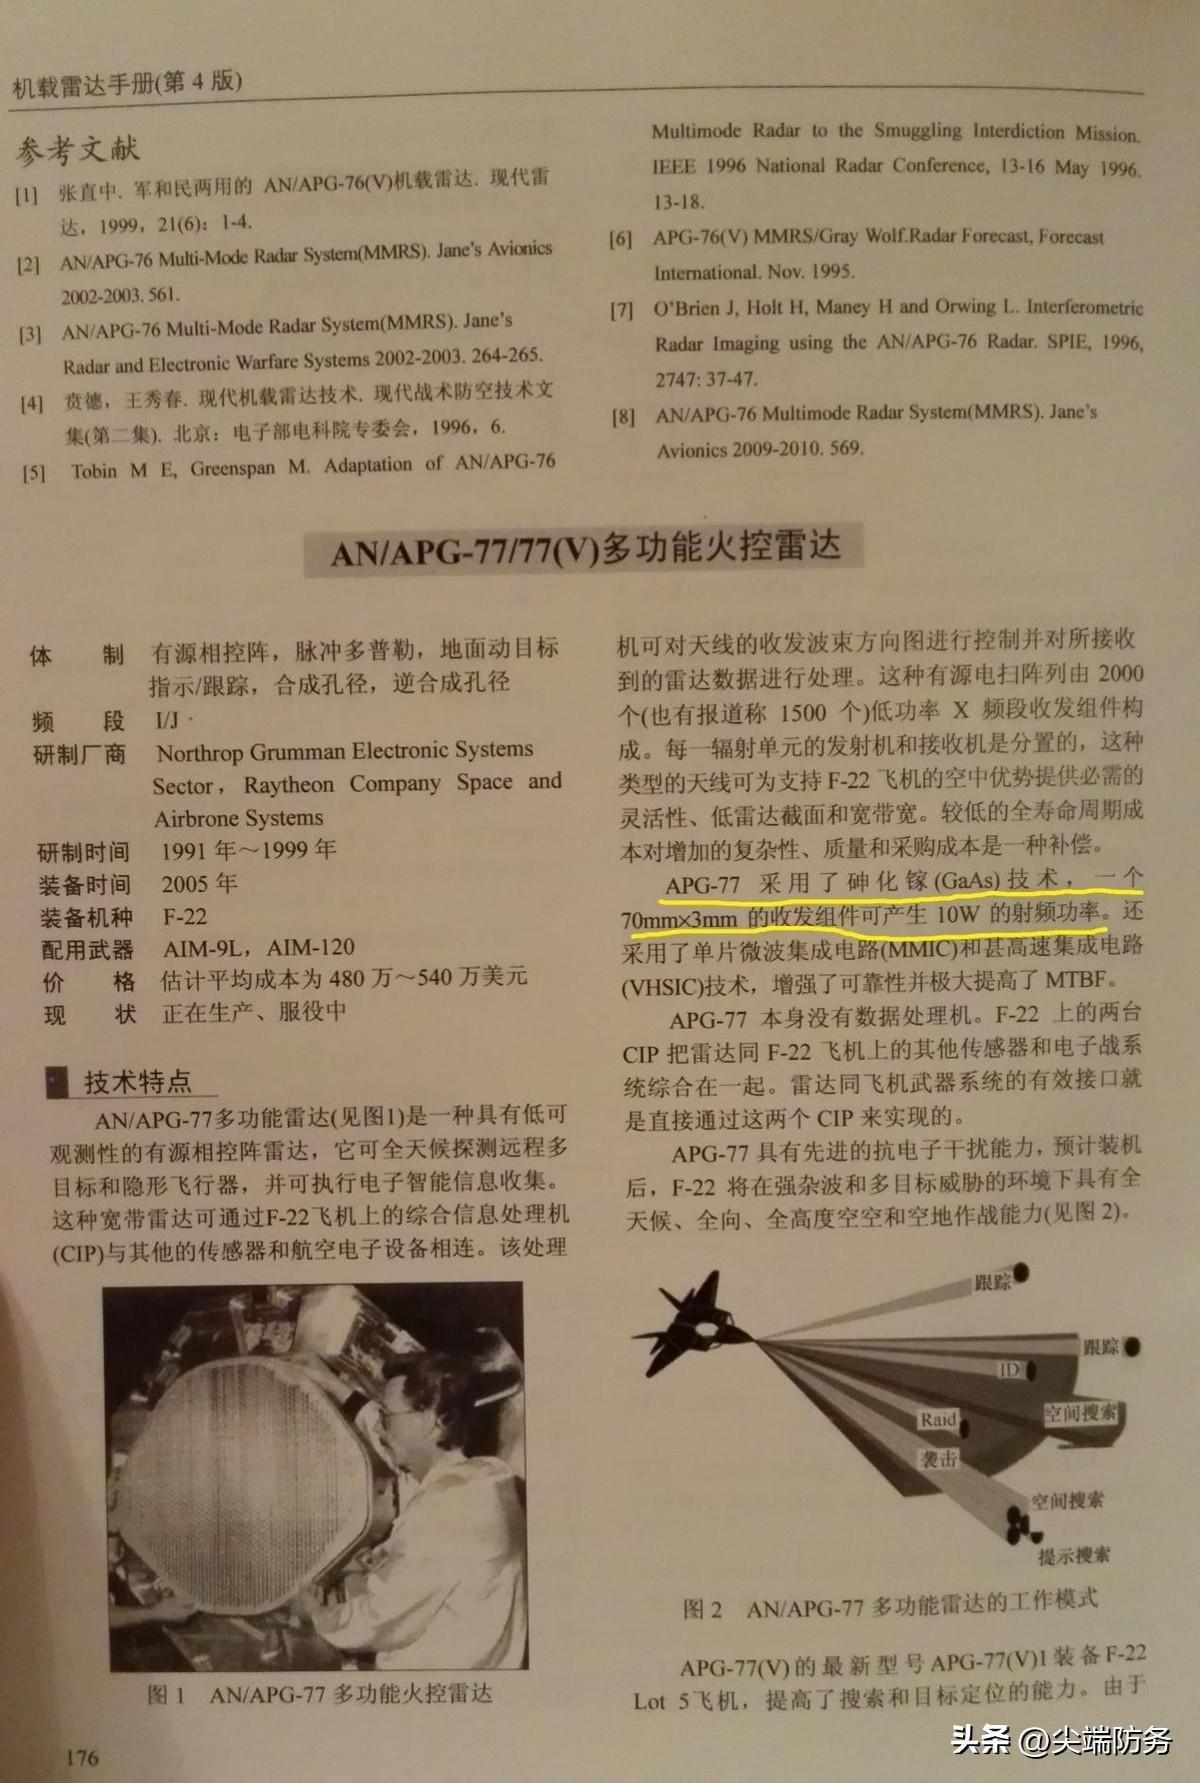 机载雷达手册(第 4 版)
参考文献
[1] 张直中. 军和民两用的 AN/APG-76(V)机载雷达. 现代雷
达，1999，21(6)：1-4.
[2] AN/APG-76 Multi-Mode Radar System(MMRS). Jane's Avionics
2002-2003. 561.
[3] AN/APG-76 Multi-Mode Radar System(MMRS). Jane's
Radar and Electronic Warfare Systems 2002-2003. 264-265.
[4] 贲德，王秀春. 现代机载雷达技术. 现代战术防空技术文
集(第二集). 北京：电子部电科院专委会，1996，6.
[5] Tobin M E, Greenspan M. Adaptation of AN/APG-76
Multimode Radar to the Smuggling Interdiction Mission.
IEEE 1996 National Radar Conference, 13-16 May 1996.
13-18.
[6] APG-76(V) MMRS/Gray Wolf.Radar Forecast, Forecast
International. Nov. 1995.
[7] O'Brien J, Holt H, Maney H and Orwing L. Interferometric
Radar Imaging using the AN/APG-76 Radar. SPIE, 1996,
2747: 37-47.
[8] AN/APG-76 Multimode Radar System(MMRS). Jane's
Avionics 2009-2010. 569.
AN/APG-77/77(V)多功能火控雷达
体 制 有源相控阵，脉冲多普勒，地面动目标
指示/跟踪，合成孔径，逆合成孔径
频 段 I/J
研制厂商 Northrop Grumman Electronic Systems
Sector，Raytheon Company Space and
Airbrone Systems
研制时间 1991 年～1999 年
装备时间 2005 年
装备机种 F-22
配用武器 AIM-9L，AIM-120
价 格 估计平均成本为 480 万～540 万美元
现 状 正在生产、服役中
技术特点
AN/APG-77多功能雷达(见图1)是一种具有低可
观测性的有源相控阵雷达，它可全天候探测远程多
目标和隐形飞行器，并可执行电子智能信息收集。
这种宽带雷达可通过F-22飞机上的综合信息处理机
(CIP)与其他的传感器和航空电子设备相连。该处理
图 1 AN/APG-77 多功能火控雷达
机可对天线的收发波束方向图进行控制并对所接收
到的雷达数据进行处理。这种有源电扫阵列由 2000
个(也有报道称 1500 个)低功率 X 频段收发组件构
成。每一辐射单元的发射机和接收机是分置的，这种
类型的天线可为支持 F-22 飞机的空中优势提供必需的
灵活性、低雷达截面和宽带宽。较低的全寿命周期成
本对增加的复杂性、质量和采购成本是一种补偿。
APG-77 采用了砷化镓(GaAs)技术，一个
70mm×3mm 的收发组件可产生 10W 的射频功率。还
采用了单片微波集成电路(MMIC)和甚高速集成电路
(VHSIC)技术，增强了可靠性并极大提高了 MTBF。
APG-77 本身没有数据处理机。F-22 上的两台
CIP 把雷达同 F-22 飞机上的其他传感器和电子战系
统综合在一起。雷达同飞机武器系统的有效接口就
是直接通过这两个 CIP 来实现的。
APG-77 具有先进的抗电子干扰能力，预计装机
后，F-22 将在强杂波和多目标威胁的环境下具有全
天候、全向、全高度空空和空地作战能力(见图 2)。
跟踪
跟踪
ID
Raid
空间搜索
袭击
空间搜索
提示搜索
图 2 AN/APG-77 多功能雷达的工作模式
APG-77(V)的最新型号APG-77(V)1装备F-22
Lot 5飞机，提高了搜索和目标定位的能力。由于
176
头条 @尖端防务